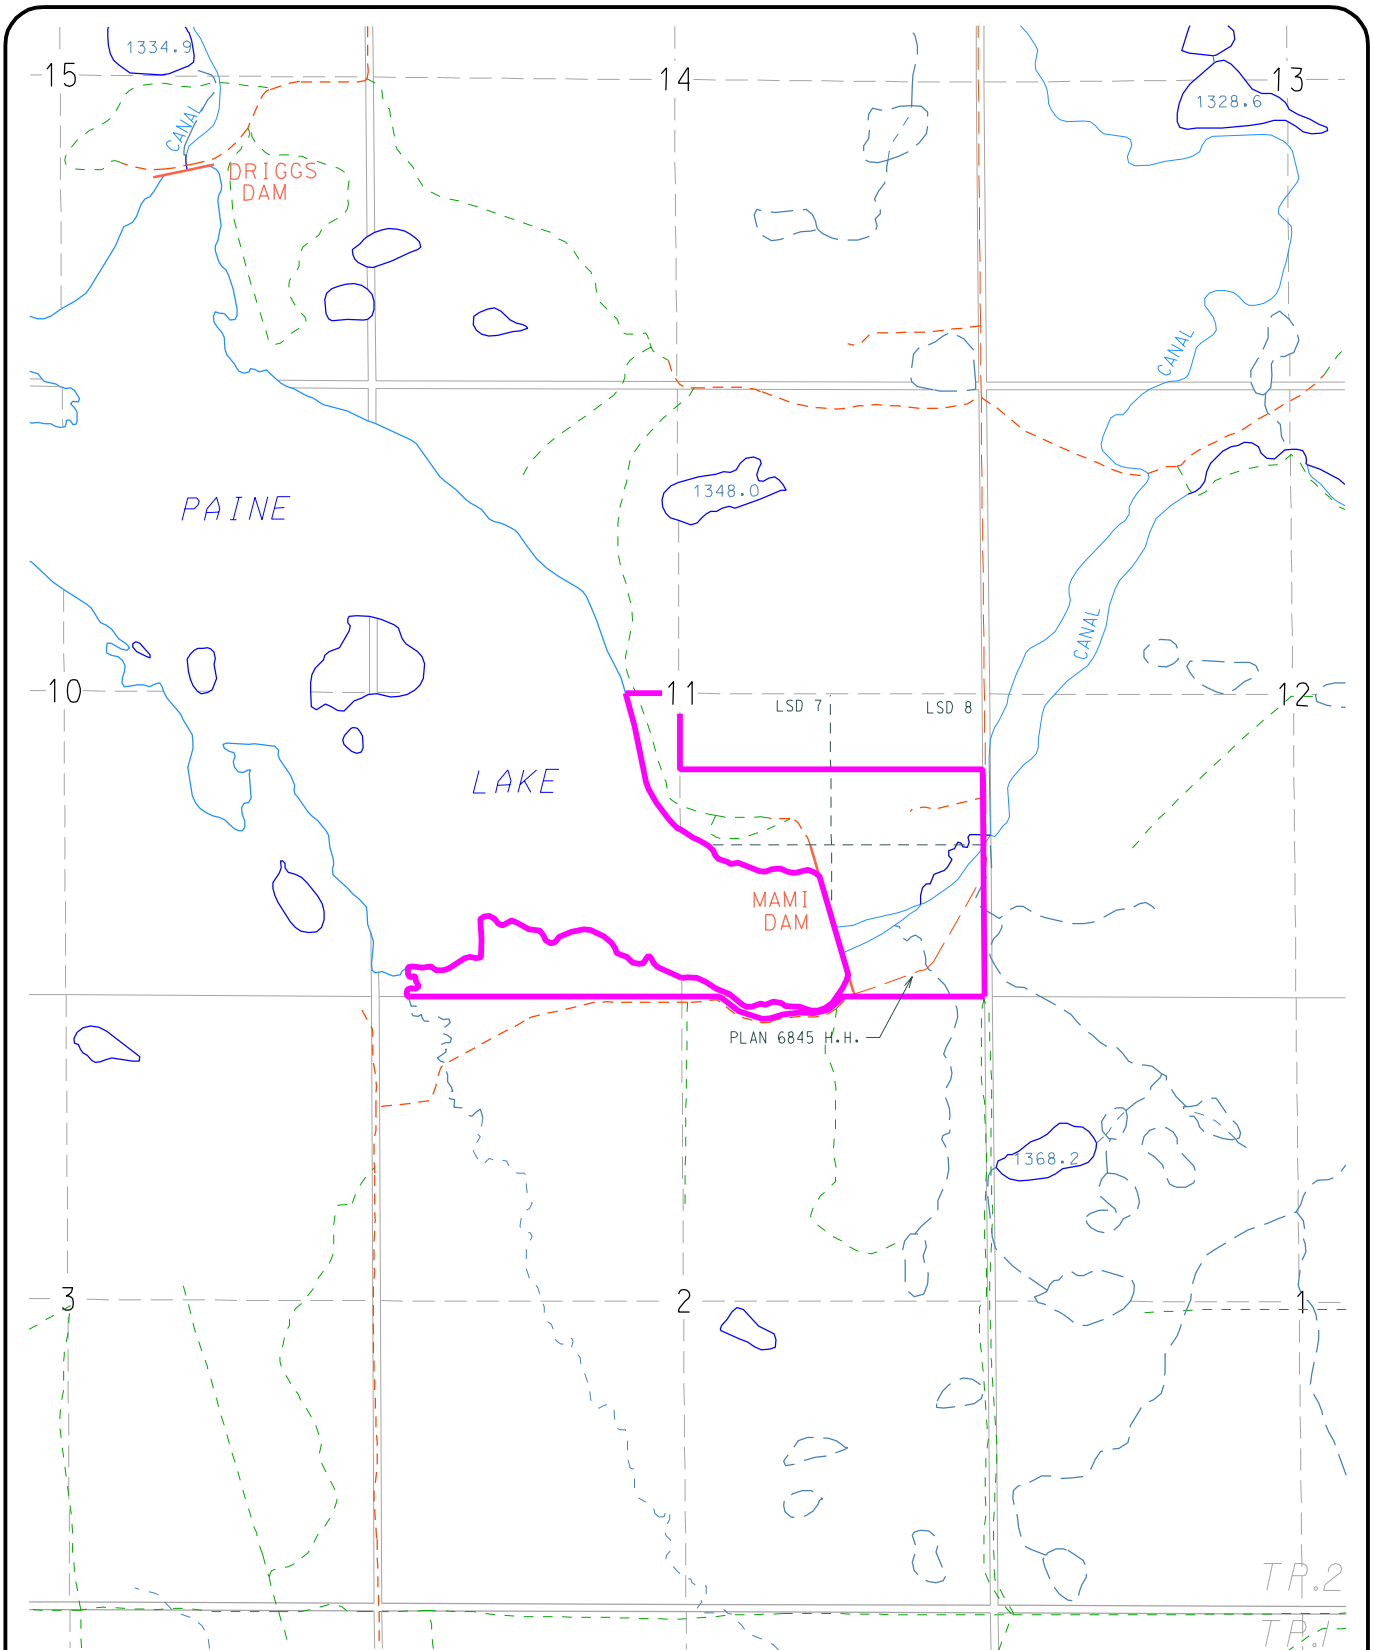 1334.9
15
14
13
1328.6
CANAL
DRIGGS
DAM
CANAL
PAINE
1348.0
CANAL
10
11
12
LSD 7
LSD 8
LAKE
MAMI
DAM
PLAN 6845 H.H.
1368.2
3
2
1
TP.2
TP.1